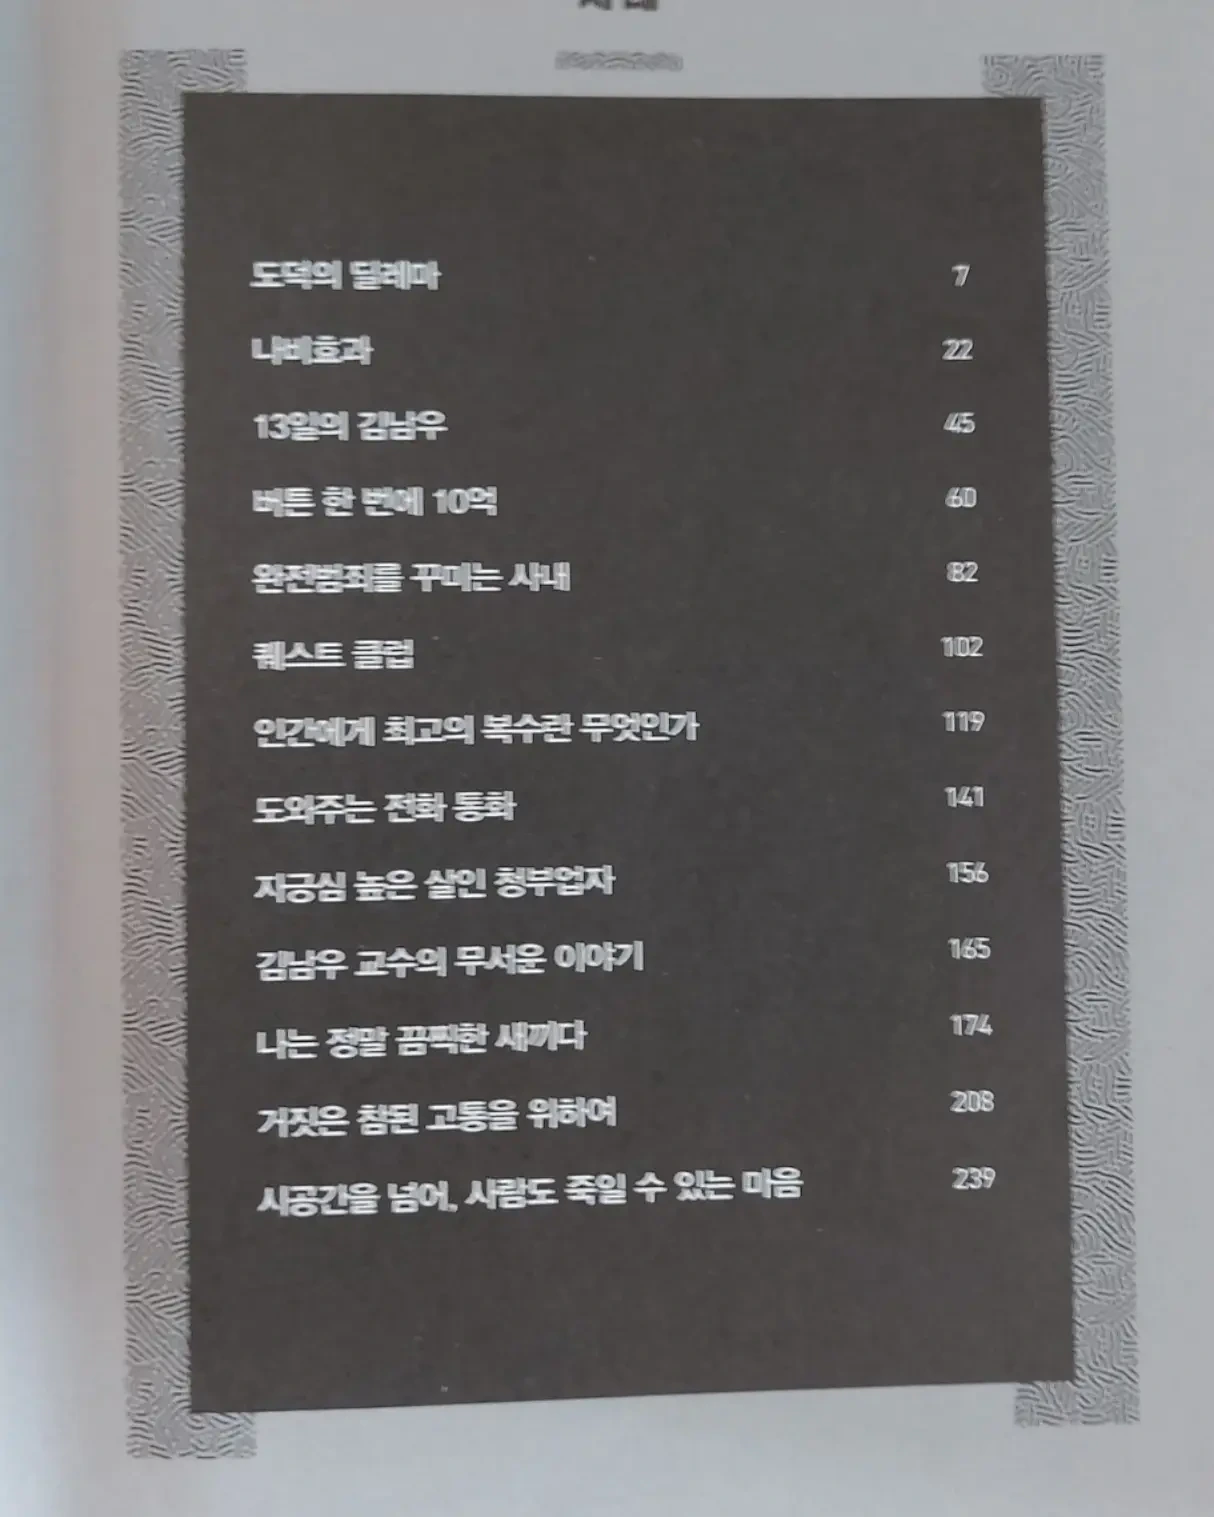 차례
도덕의 딜레마 7
나비효과 22
13일의 김남우 45
버튼 한 번에 10억 60
완전범죄를 꾸미는 사내 82
퀘스트 클럽 102
인간에게 최고의 복수란 무엇인가 119
도와주는 전화 통화 141
자긍심 높은 살인 청부업자 156
김남우 교수의 무서운 이야기 165
나는 정말 끔찍한 새끼다 174
거짓은 참된 고통을 위하여 208
시공간을 넘어, 사람도 죽일 수 있는 마음 239